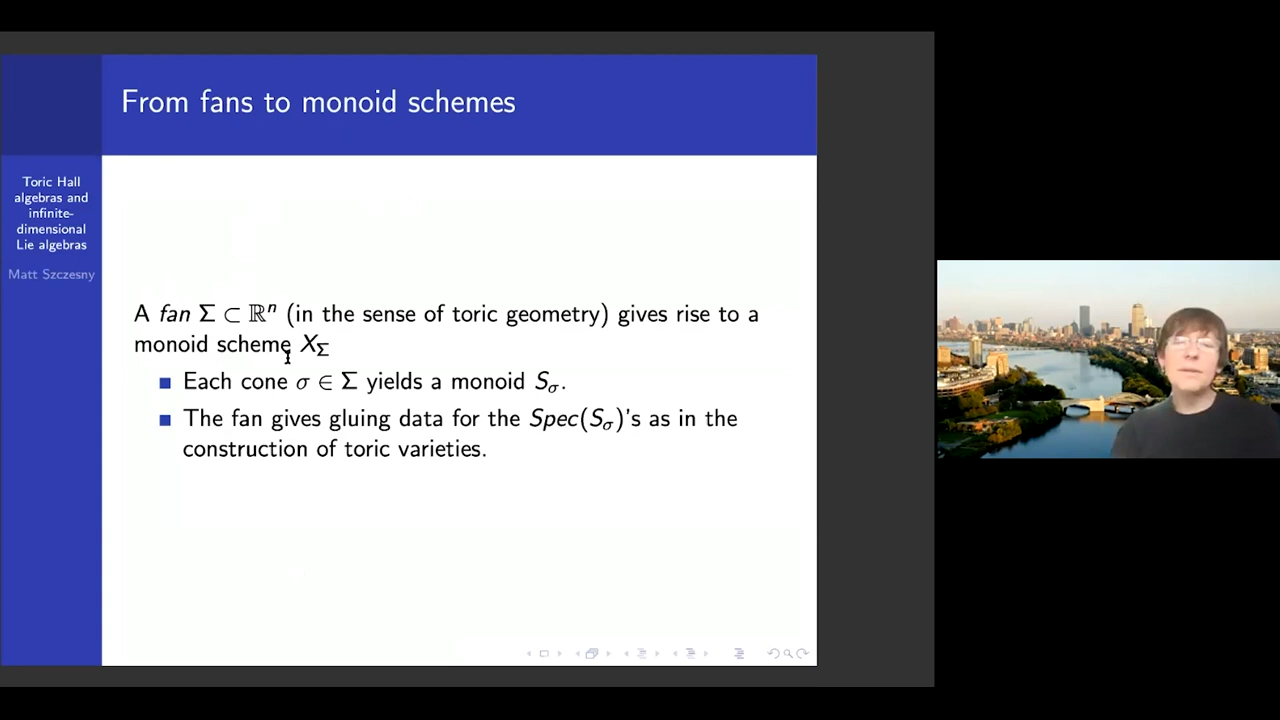 From fans to monoid schemes
Toric Hall
algebras and
infinite-
dimensional
Lie algebras
Matt Szczesny
A fan Σ ⊂ ℝⁿ (in the sense of toric geometry) gives rise to a
monoid scheme X_Σ
Each cone σ ∈ Σ yields a monoid S_σ.
The fan gives gluing data for the Spec(S_σ)'s as in the
construction of toric varieties.